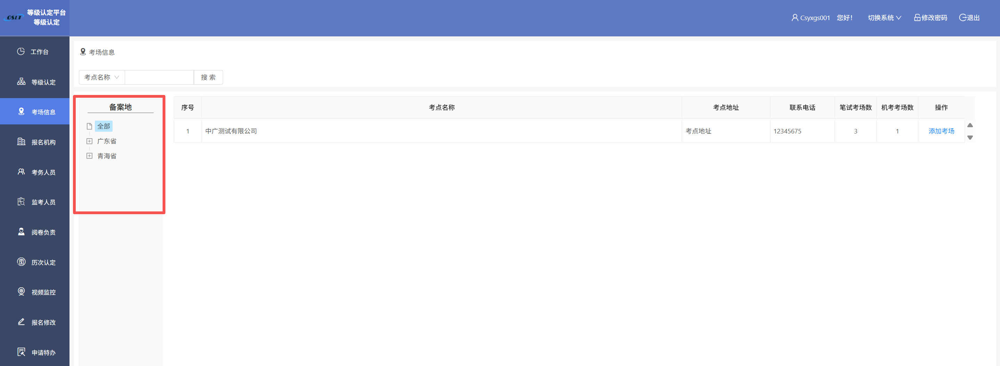 OSLT 等级认定平台
等级认定
Csyxgs001 您好！ 切换系统 修改密码 退出
工作台
等级认定
考场信息
报名机构
考务人员
监考人员
阅卷负责
历次认定
视频监控
报名修改
申请特办
考场信息
考点名称 搜 索
备案地
全部
广东省
青海省
序号 考点名称 考点地址 联系电话 笔试考场数 机考考场数 操作
1 中广测试有限公司 考点地址 12345675 3 1 添加考场